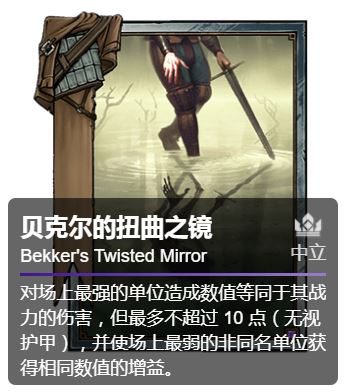 贝克尔的扭曲之镜
Bekker's Twisted Mirror
中立
对场上最强的单位造成数值等同于其战
力的伤害，但最多不超过 10 点（无视
护甲），并使场上最弱的非同名单位获
得相同数值的增益。